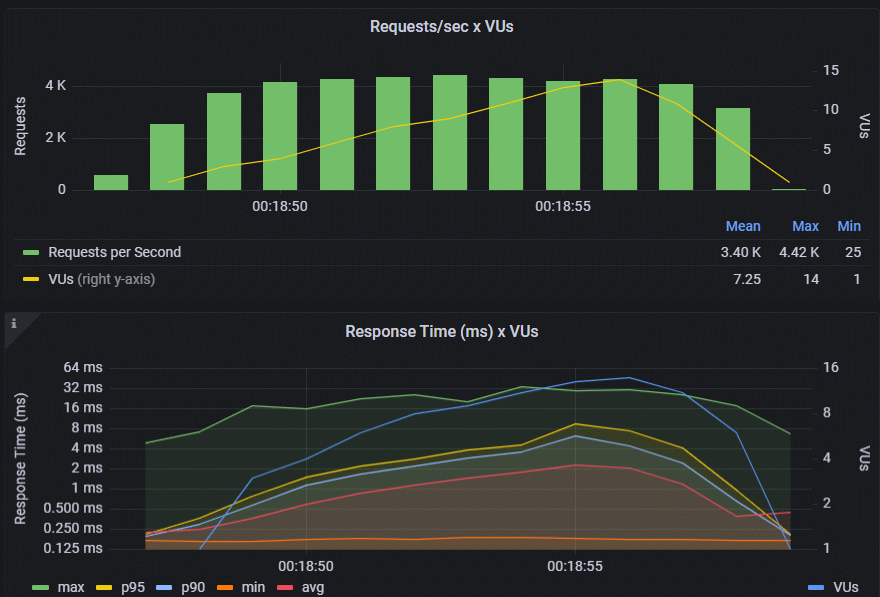 Requests/sec x VUs
Requests
4 K
2 K
0
15
10
5
0
VUs
00:18:50 00:18:55
Mean Max Min
Requests per Second 3.40 K 4.42 K 25
VUs (right y-axis) 7.25 14 1
i
Response Time (ms) x VUs
Response Time (ms)
64 ms
32 ms
16 ms
8 ms
4 ms
2 ms
1 ms
0.500 ms
0.250 ms
0.125 ms
16
8
4
2
1
VUs
00:18:50 00:18:55
max p95 p90 min avg VUs